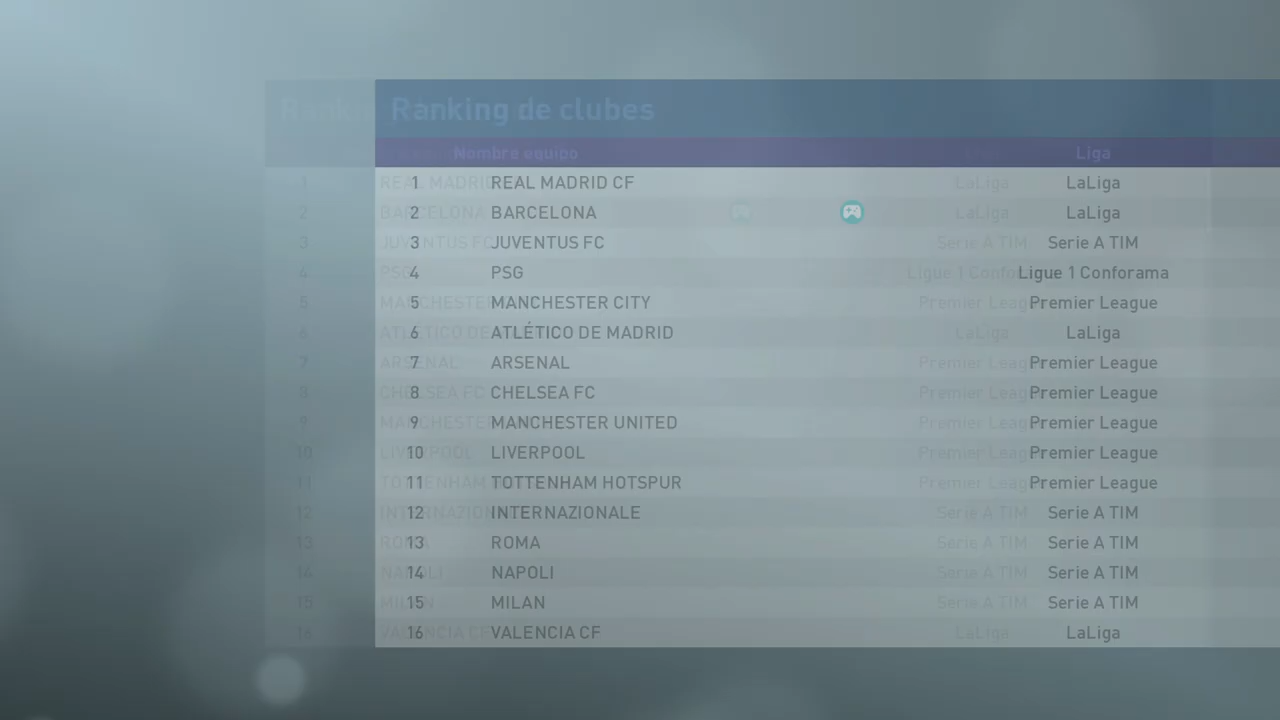 Ranking de clubes
Nombre equipo Liga
1 REAL MADRID CF LaLiga
2 BARCELONA LaLiga
3 JUVENTUS FC Serie A TIM
4 PSG Ligue 1 Conforama
5 MANCHESTER CITY Premier League
6 ATLÉTICO DE MADRID LaLiga
7 ARSENAL Premier League
8 CHELSEA FC Premier League
9 MANCHESTER UNITED Premier League
10 LIVERPOOL Premier League
11 TOTTENHAM HOTSPUR Premier League
12 INTERNAZIONALE Serie A TIM
13 ROMA Serie A TIM
14 NAPOLI Serie A TIM
15 MILAN Serie A TIM
16 VALENCIA CF LaLiga